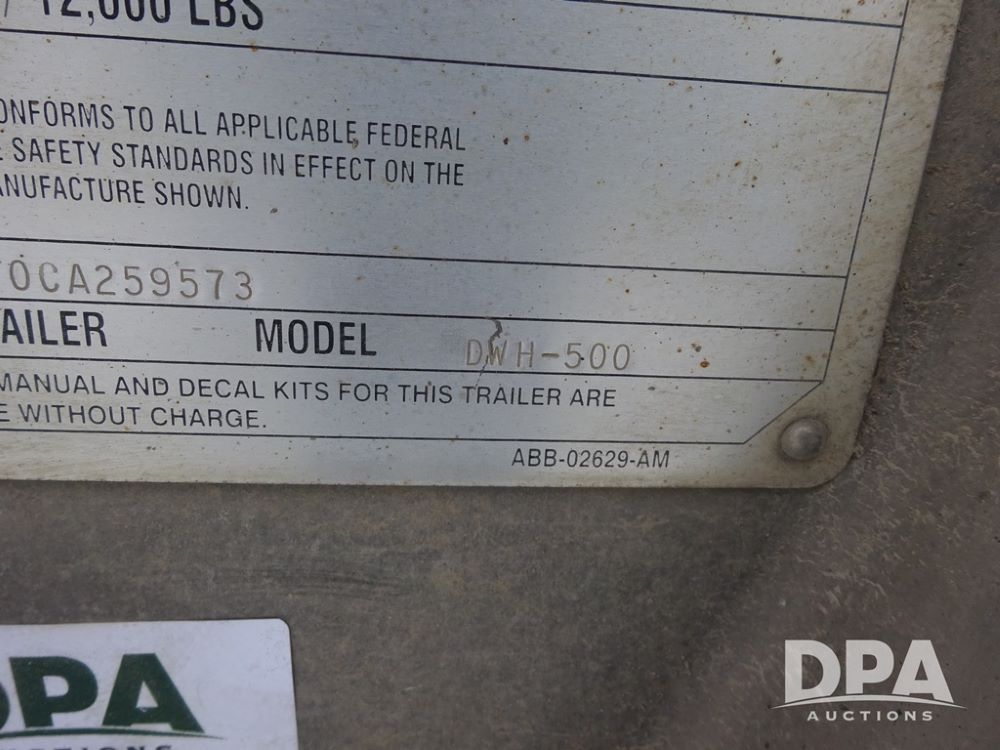 12,000 LBS
ONFORMS TO ALL APPLICABLE FEDERAL
SAFETY STANDARDS IN EFFECT ON THE
ANUFACTURE SHOWN.
0CA259573
AILER MODEL DWH-500
MANUAL AND DECAL KITS FOR THIS TRAILER ARE
E WITHOUT CHARGE.
ABB-02629-AM
DPA
DPA
AUCTIONS